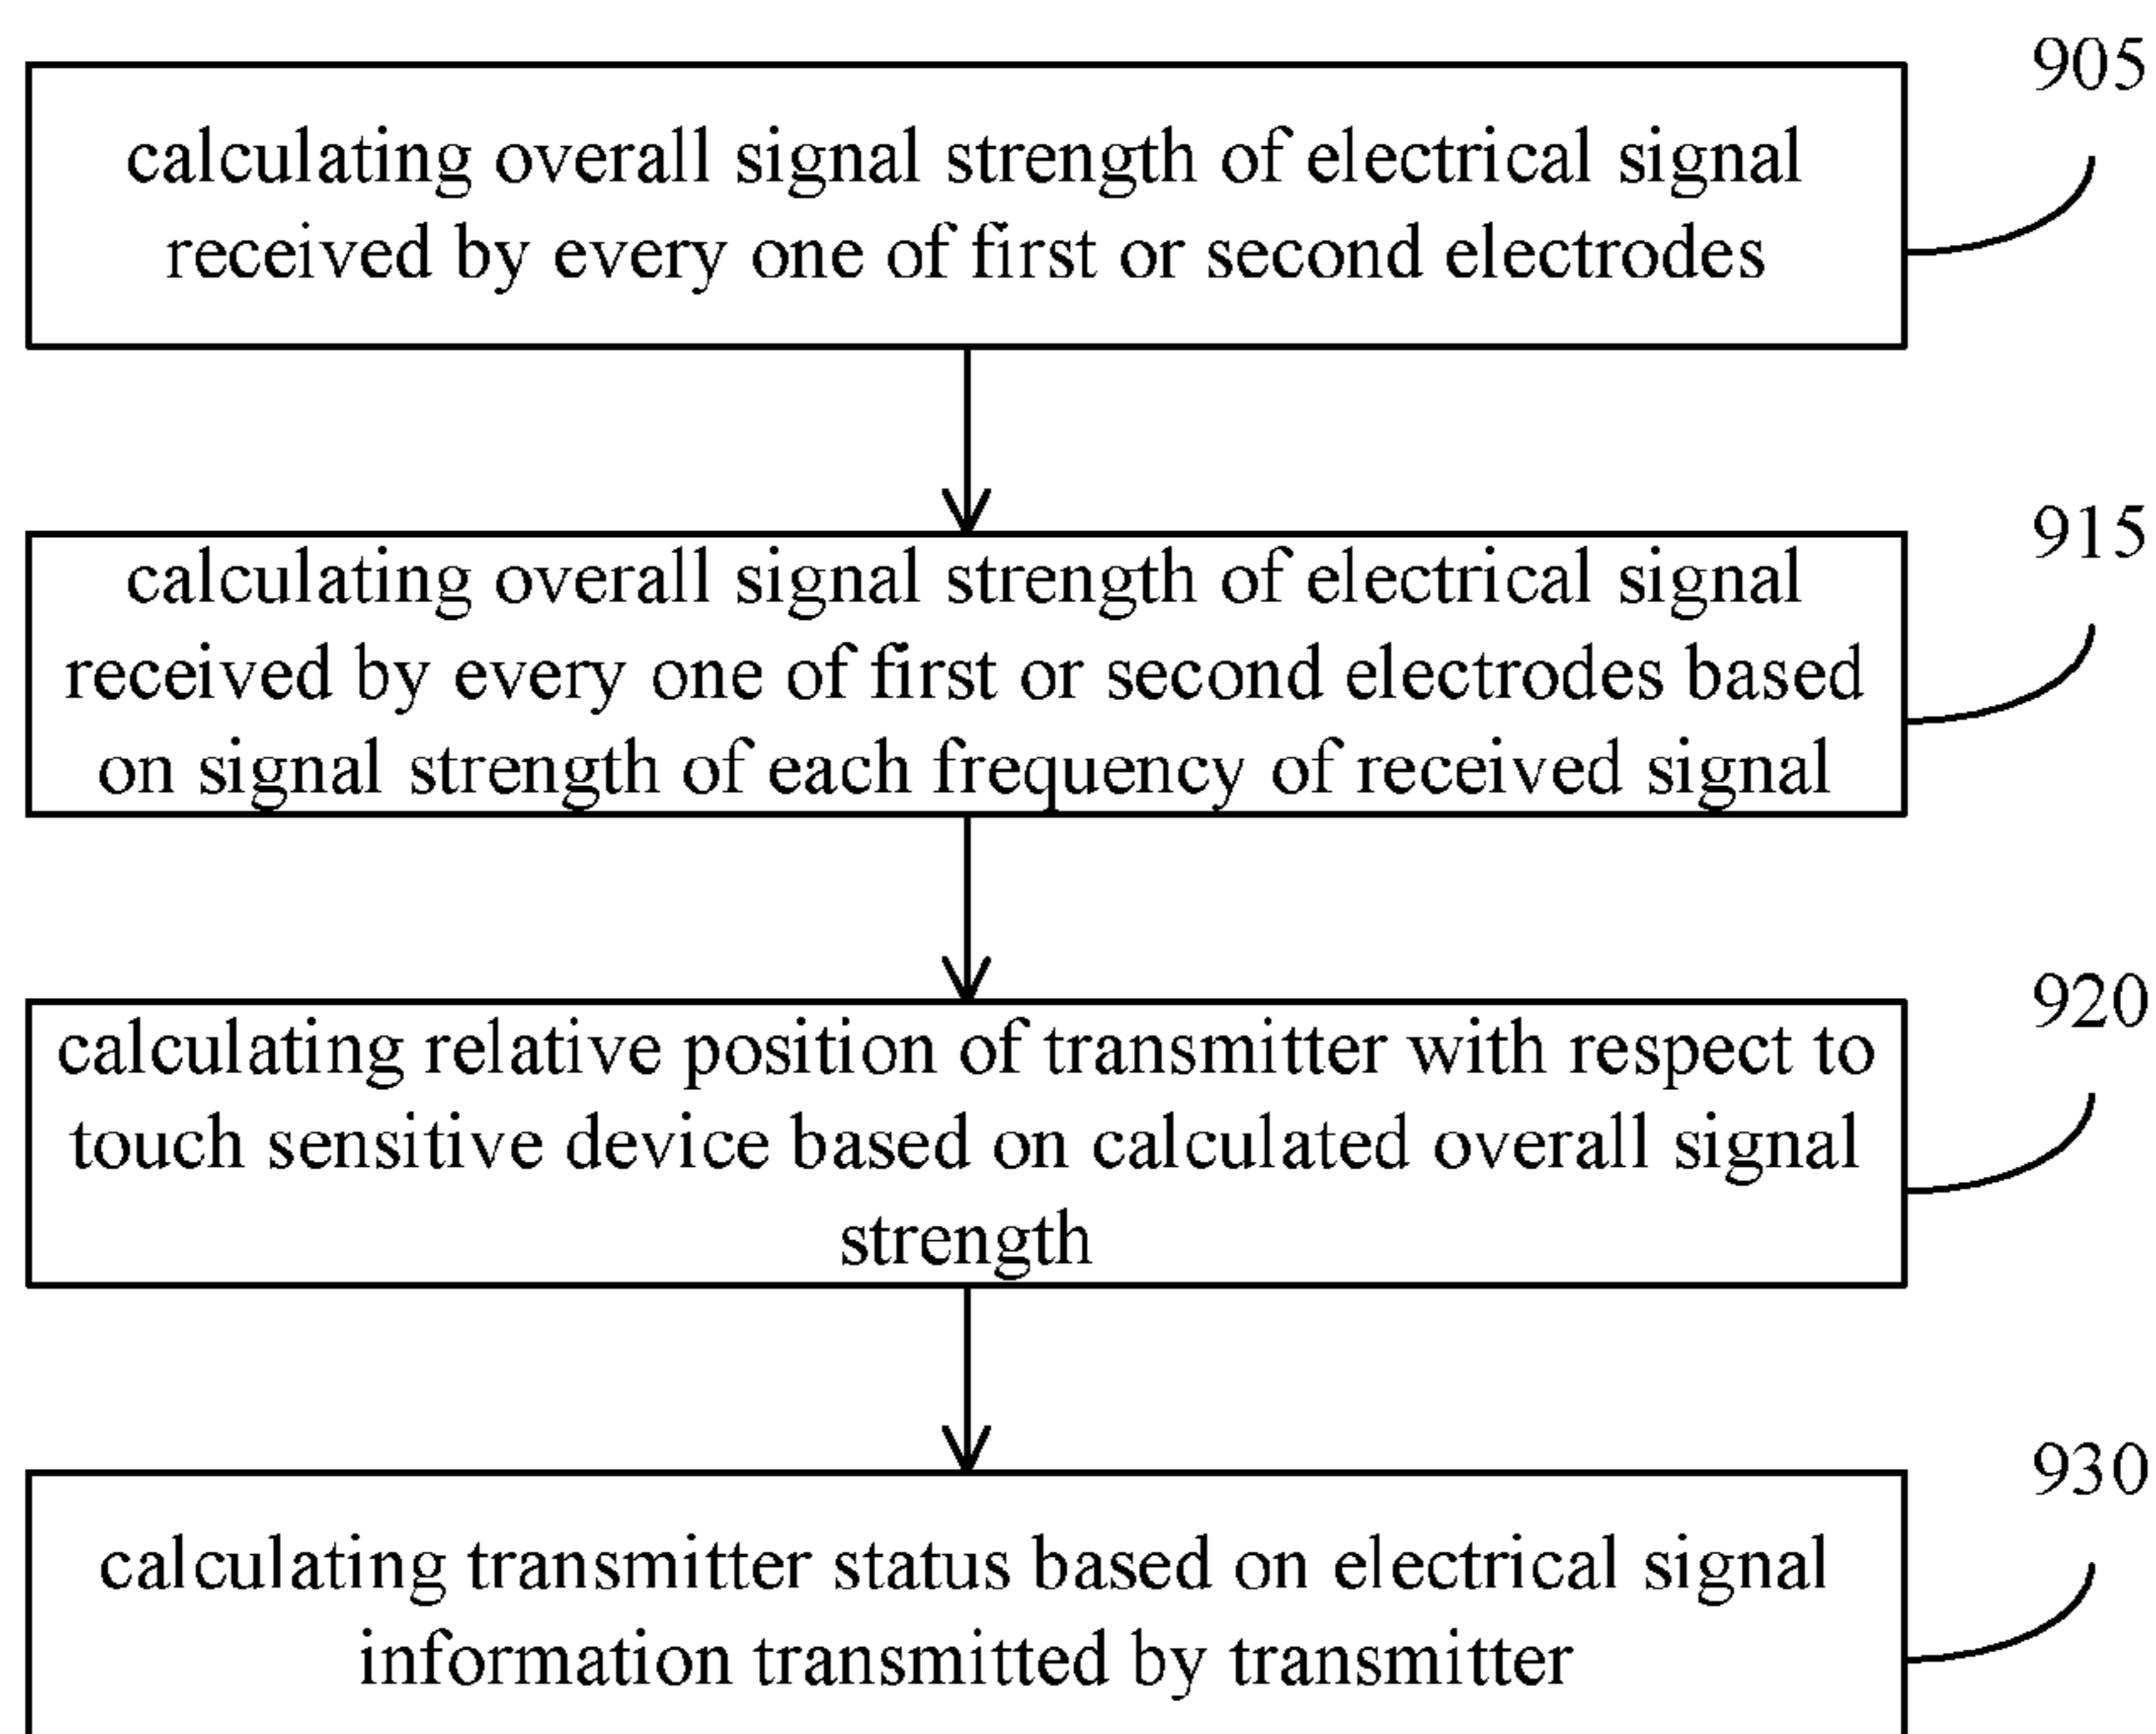 905
calculating overall signal strength of electrical signal
received by every one of first or second electrodes
915
calculating overall signal strength of electrical signal
received by every one of first or second electrodes based
on signal strength of each frequency of received signal
920
calculating relative position of transmitter with respect to
touch sensitive device based on calculated overall signal
strength
930
calculating transmitter status based on electrical signal
information transmitted by transmitter